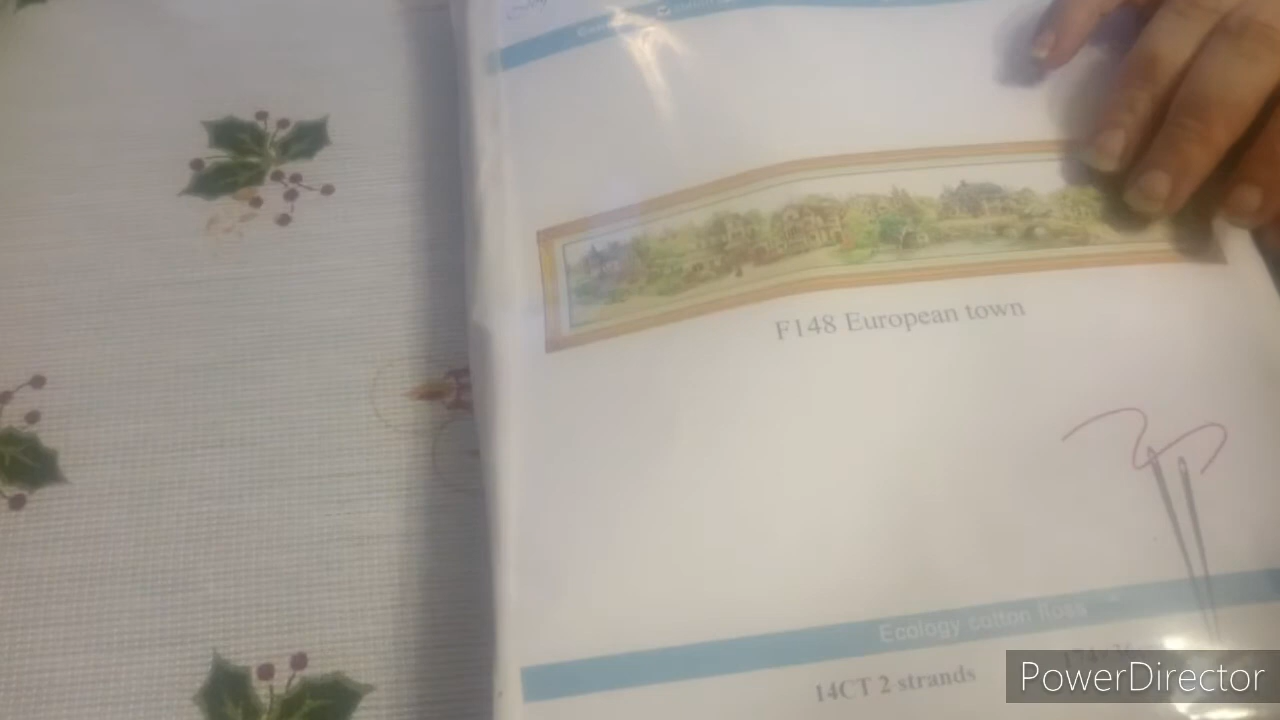 F148 European town
Ecology cotton floss
14CT 2 strands
PowerDirector